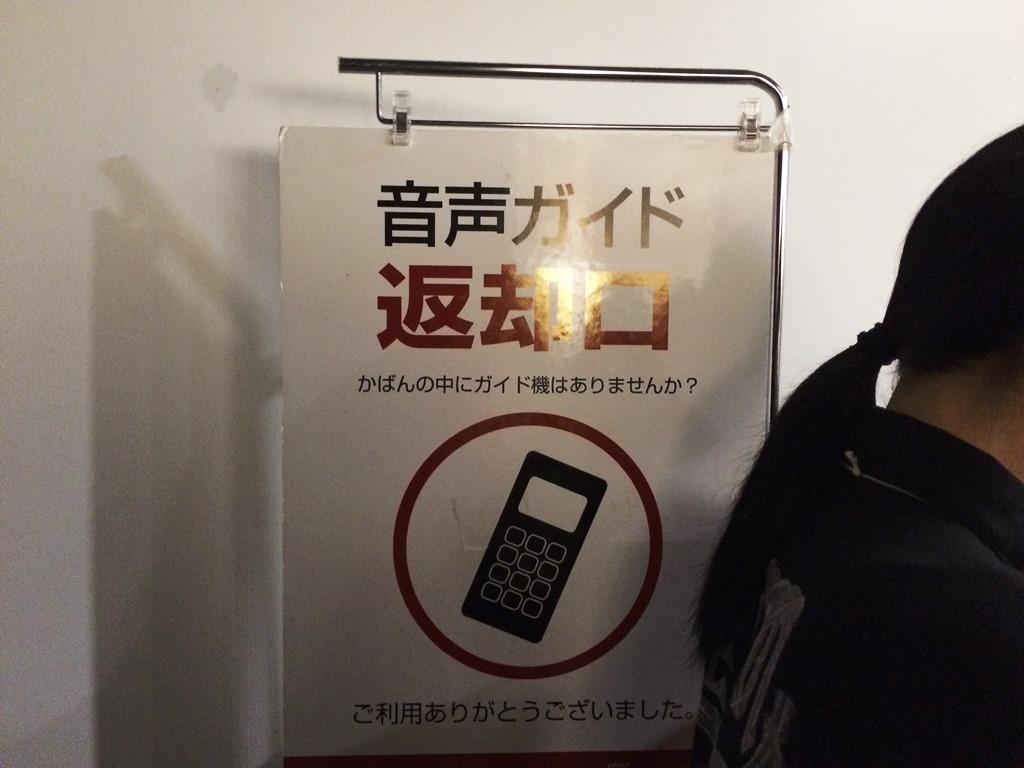 音声ガイド
返却口
かばんの中にガイド機はありませんか？
ご利用ありがとうございました。